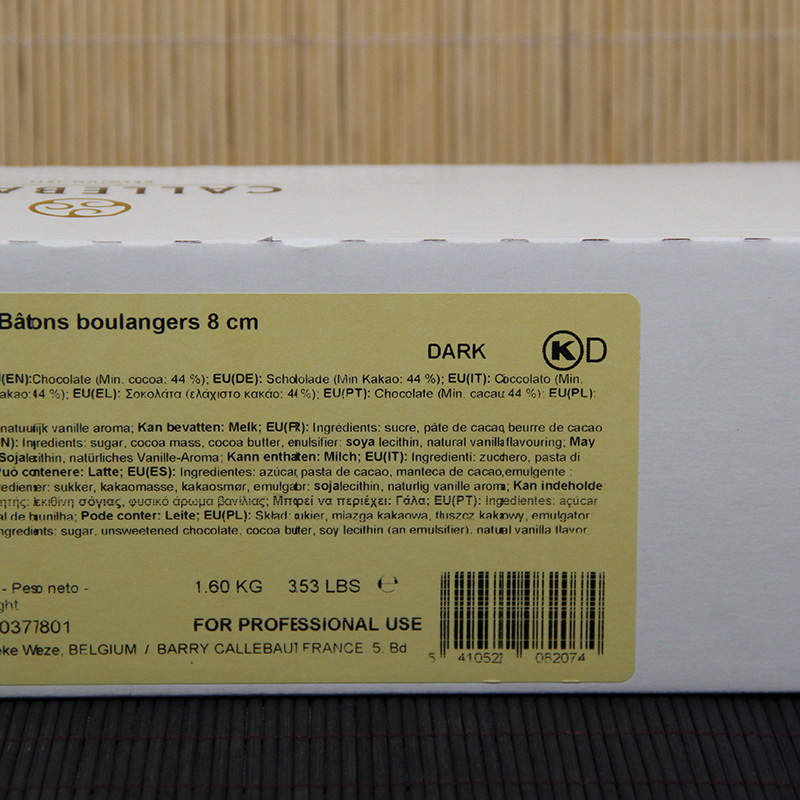 CALLEBA
Bâtons boulangers 8 cm
DARK K D
(EN):Chocolate (Min. cocoa: 44 %); EU(DE): Schokolade (Min Kakao: 44 %); EU(IT): Cioccolato (Min.
akao: 44 %); EU(EL): Σοκολάτα (ελάχιστο κακάο: 44 %); EU(PT): Chocolate (Min. cacau: 44 %); EU(PL):
natuurlijk vanille aroma; Kan bevatten: Melk; EU(FR): Ingrédients: sucre, pâte de cacao, beurre de cacao
N): Ingredients: sugar, cocoa mass, cocoa butter, emulsifier: soya lecithin, natural vanilla flavouring; May
Sojalecithin, natürliches Vanille-Aroma; Kann enthalten: Milch; EU(IT): Ingredienti: zucchero, pasta di
Può contenere: Latte; EU(ES): Ingredientes: azúcar, pasta de cacao, manteca de cacao,emulgente :
redienser: sukker, kakaomasse, kakaosmør, emulgator: sojalecithin, naturlig vanille aroma; Kan indeholde
ητής: λεκιθίνη σόγιας, φυσικό άρωμα βανίλιας; Μπορεί να περιέχει: Γάλα; EU(PT): Ingredientes: açúcar
al de baunilha; Pode conter: Leite; EU(PL): Skład: cukier, miazga kakaowa, tłuszcz kakaowy, emulgator
ngredients: sugar, unsweetened chocolate, cocoa butter, soy lecithin (an emulsifier), natural vanilla flavor
- Peso neto - 1.60 KG 3.53 LBS ℮
ght
0377801 FOR PROFESSIONAL USE
eke Wieze, BELGIUM / BARRY CALLEBAUT FRANCE 5, Bd
5 410522 082074